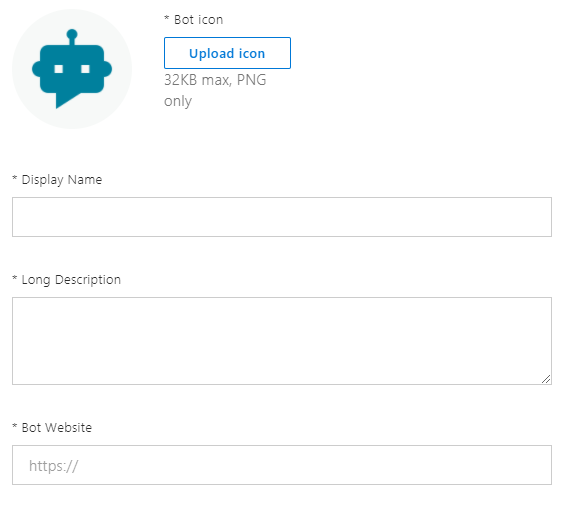 * Bot icon
Upload icon
32KB max, PNG
only
* Display Name
* Long Description
* Bot Website
https://